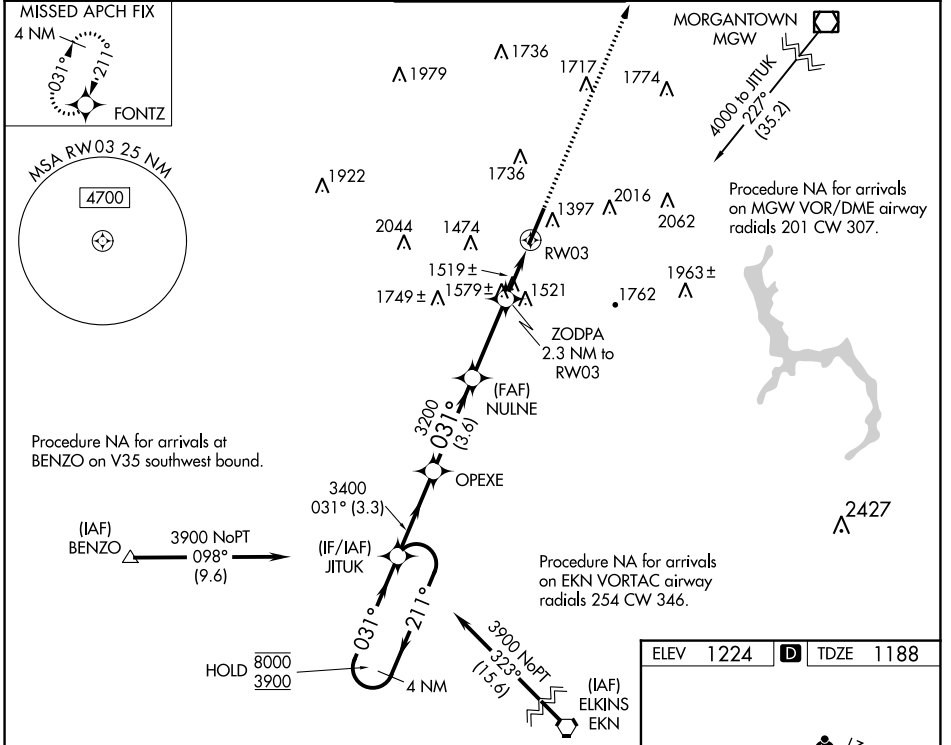 MISSED APCH FIX
4 NM
031°
211°
FONTZ
MSA RW03 25 NM
4700
1979
1736
1717
1774
MORGANTOWN
MGW
4000 to JITUK
227°
(35.2)
1922
1736
2016
2062
Procedure NA for arrivals
on MGW VOR/DME airway
radials 201 CW 307.
2044
1474
1397
RW03
1519 ±
1749 ±
1579 ±
1521
1762
1963 ±
ZODPA
2.3 NM to
RW03
(FAF)
NULNE
3200
031°
(3.6)
Procedure NA for arrivals at
BENZO on V35 southwest bound.
OPEXE
3400
031° (3.3)
2427
(IAF)
BENZO
3900 NoPT
098°
(9.6)
(IF/IAF)
JITUK
Procedure NA for arrivals
on EKN VORTAC airway
radials 254 CW 346.
031°
211°
HOLD 8000
3900
4 NM
3900 NoPT
323°
(15.6)
(IAF)
ELKINS
EKN
ELEV 1224 D TDZE 1188